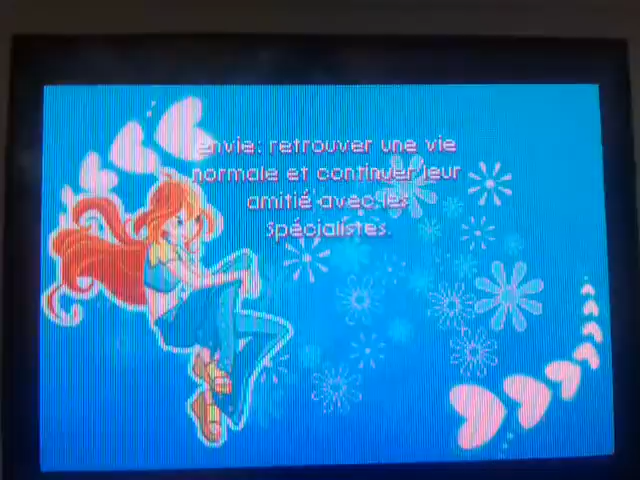 envie: retrouver une vie
normale et continuer leur
amitié avec les
Spécialistes.